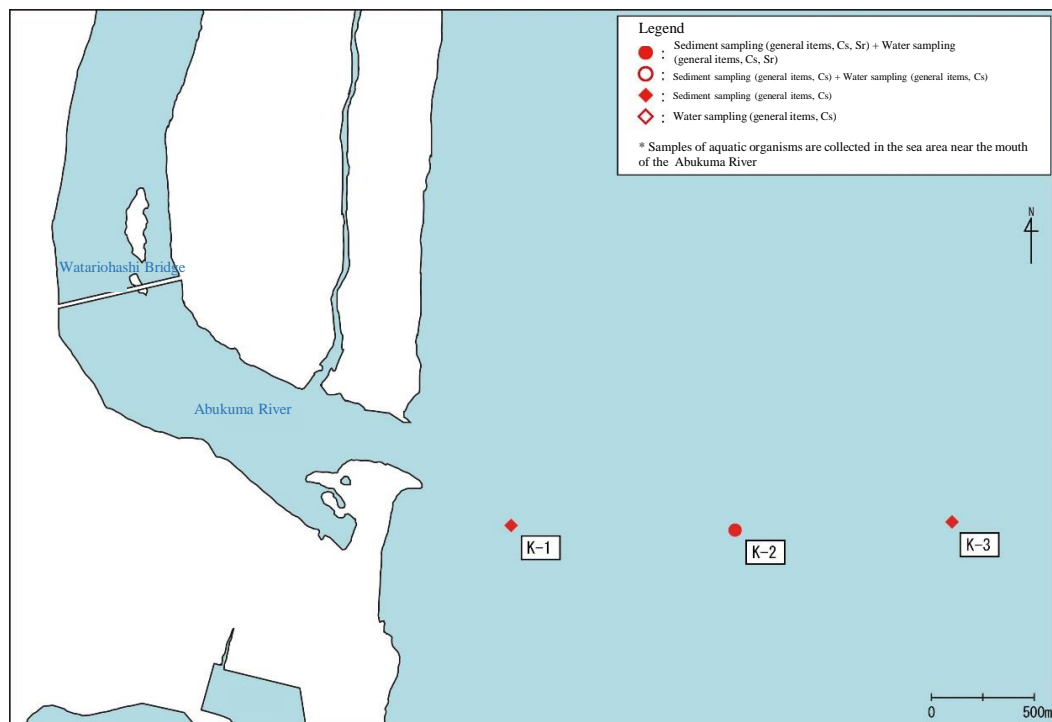 Legend
: Sediment sampling (general items, Cs, Sr) + Water sampling
(general items, Cs, Sr)
: Sediment sampling (general items, Cs) + Water sampling (general items, Cs)
: Sediment sampling (general items, Cs)
: Water sampling (general items, Cs)
* Samples of aquatic organisms are collected in the sea area near the mouth
of the Abukuma River
N
Watariohashi Bridge
Abukuma River
K-1
K-2
K-3
0 500m